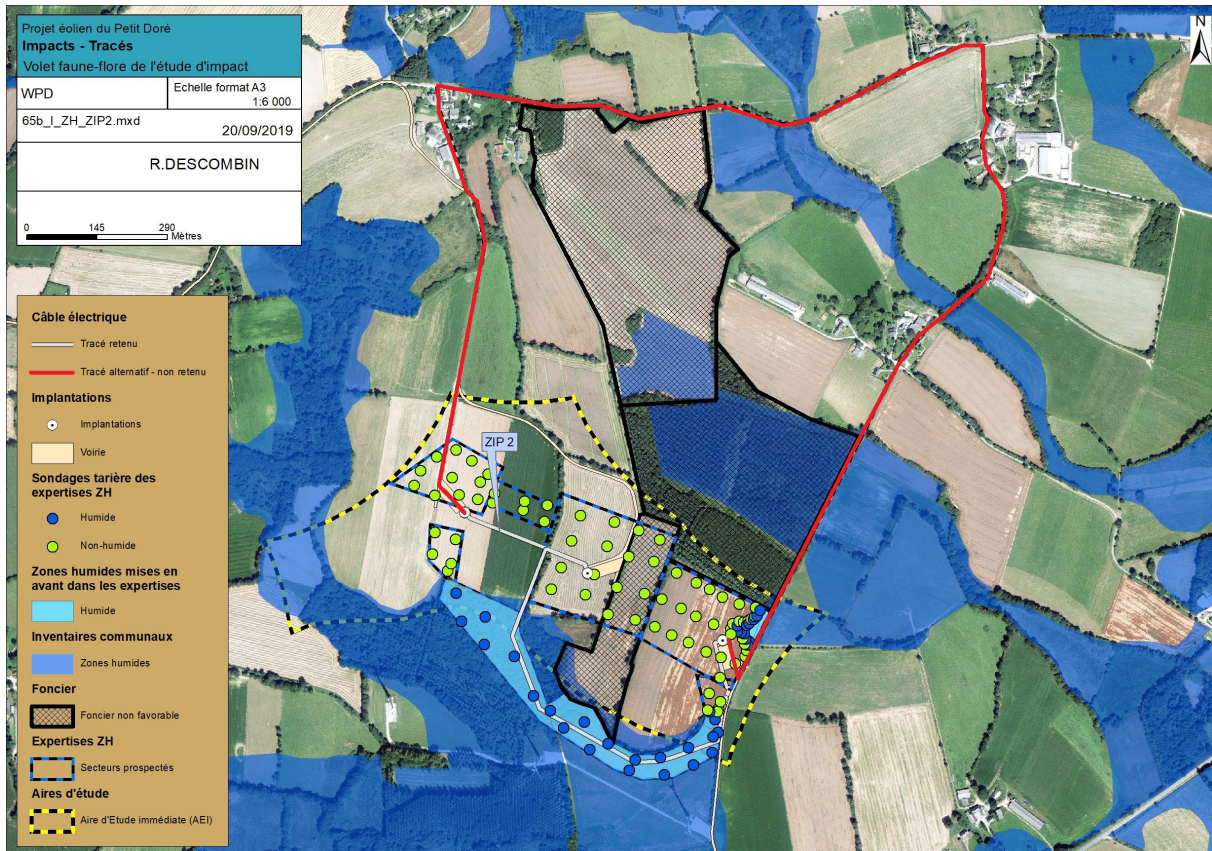 Projet éolien du Petit Doré
Impacts - Tracés
Volet faune-flore de l'étude d'impact
WPD
Echelle format A3
1:6 000
65b_I_ZH_ZIP2.mxd
20/09/2019
R.DESCOMBIN
0 145 290
Mètres
N
Câble électrique
Tracé retenu
Tracé alternatif - non retenu
Implantations
Implantations
Voirie
Sondages tarière des
expertises ZH
Humide
Non-humide
Zones humides mises en
avant dans les expertises
Humide
Inventaires communaux
Zones humides
Foncier
Foncier non favorable
Expertises ZH
Secteurs prospectés
Aires d'étude
Aire d'Etude immédiate (AEI)
ZIP 2